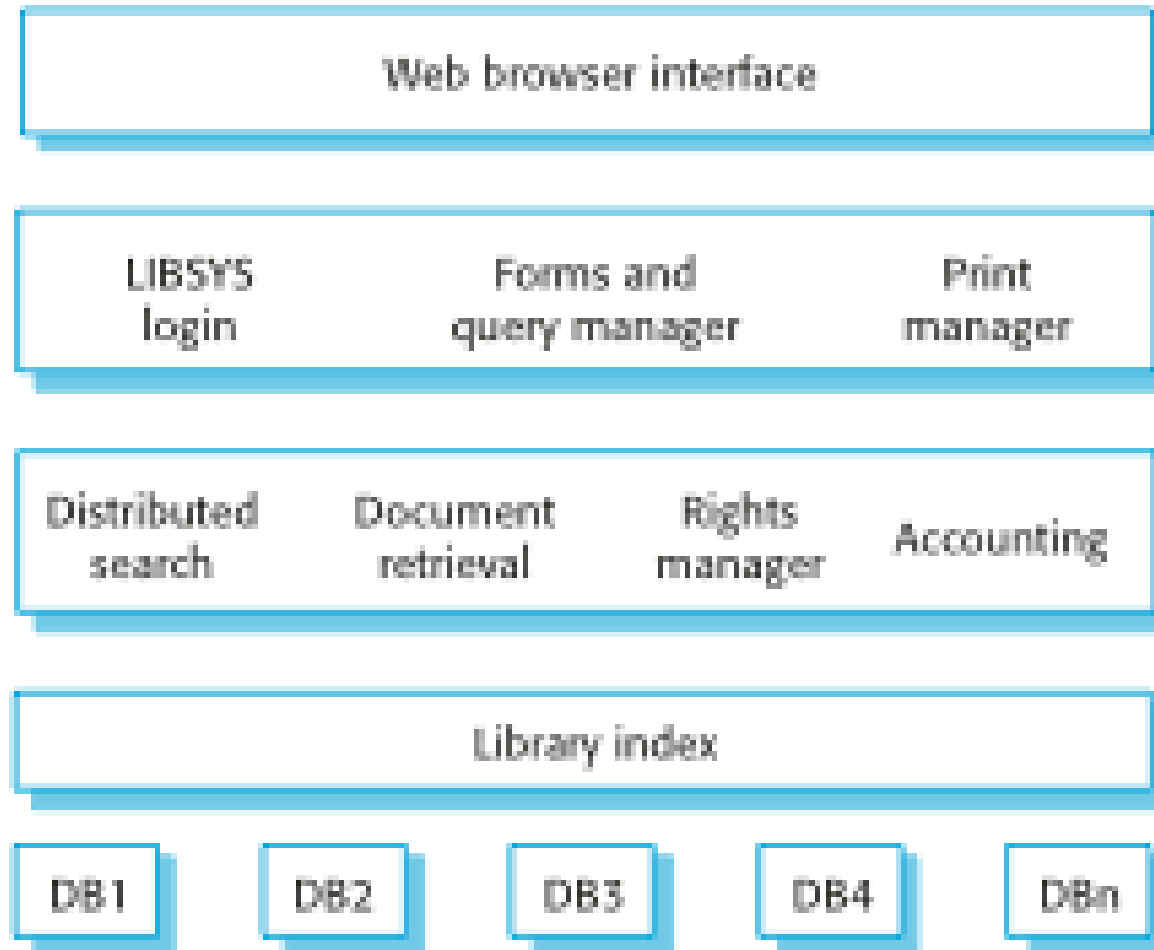 Web browser interface
LIBSYS
login
Forms and
query manager
Print
manager
Distributed
search
Document
retrieval
Rights
manager
Accounting
Library index
DB1
DB2
DB3
DB4
DBn